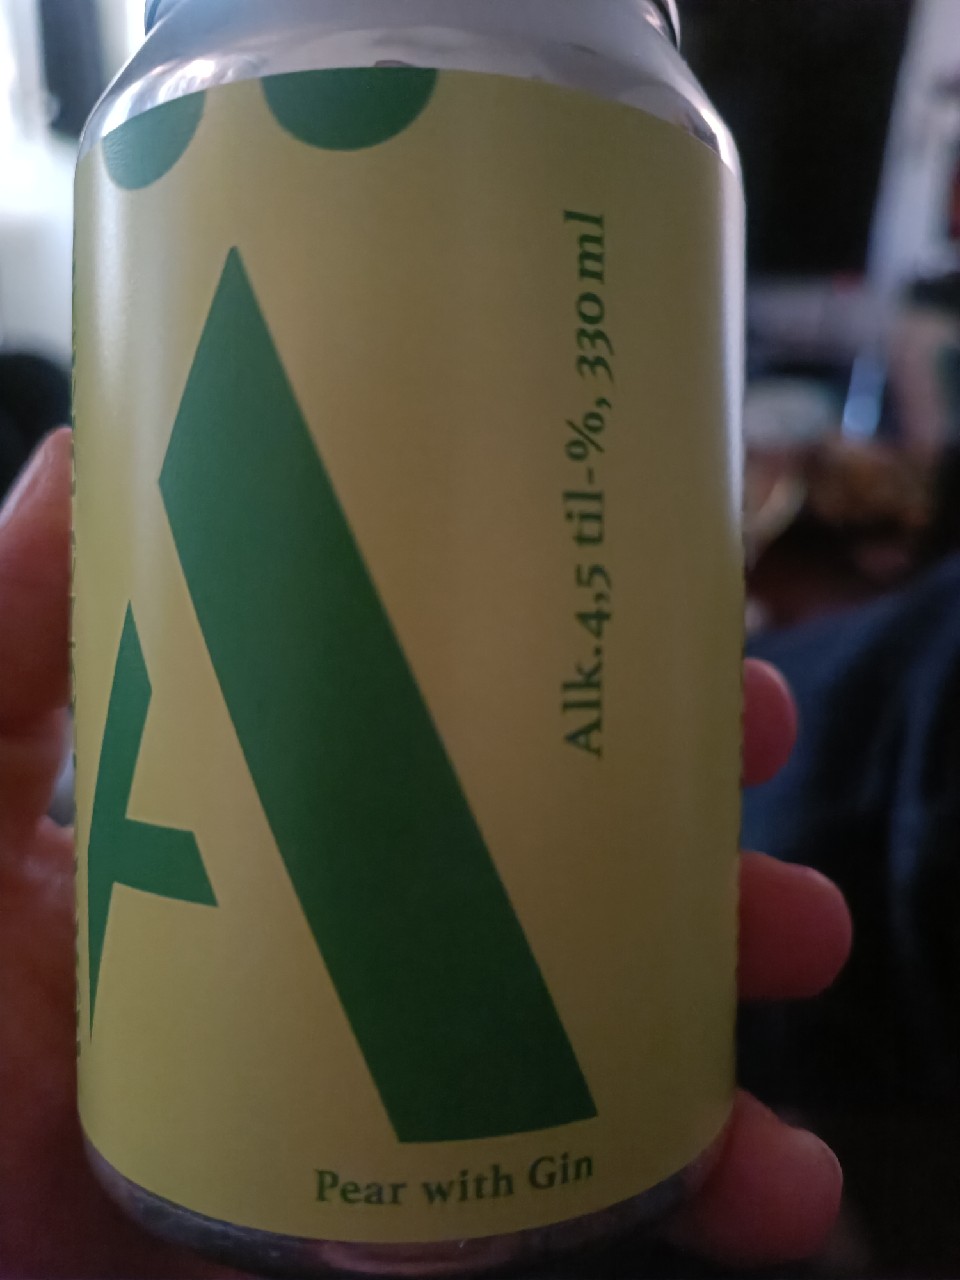 Ä
Alk. 4,5 til-%, 330 ml
Pear with Gin